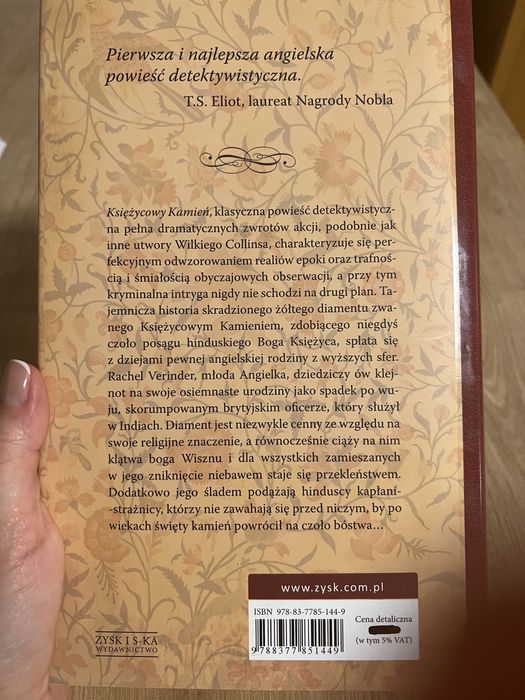 Pierwsza i najlepsza angielska
powieść detektywistyczna.
T.S. Eliot, laureat Nagrody Nobla
Księżycowy Kamień, klasyczna powieść detektywistycz-
na pełna dramatycznych zwrotów akcji, podobnie jak
inne utwory Wilkiego Collinsa, charakteryzuje się per-
fekcyjnym odwzorowaniem realiów epoki oraz trafno-
ścią i śmiałością obyczajowych obserwacji, a przy tym
kryminalna intryga nigdy nie schodzi na drugi plan. Ta-
jemnicza historia skradzionego żółtego diamentu zwa-
nego Księżycowym Kamieniem, zdobiącego niegdyś
czoło posągu hinduskiego Boga Księżyca, splata się
z dziejami pewnej angielskiej rodziny z wyższych sfer.
Rachel Verinder, młoda Angielka, dziedziczy ów klej-
not na swoje osiemnaste urodziny jako spadek po wu-
ju, skorumpowanym brytyjskim oficerze, który służył
w Indiach. Diament jest niezwykle cenny ze względu na
swoje religijne znaczenie, a równocześnie ciąży na nim
klątwa boga Wisznu i dla wszystkich zamieszanych
w jego zniknięcie niebawem staje się przekleństwem.
Dodatkowo jego śladem podążają hinduscy kapłani-
-strażnicy, którzy nie zawahają się przed niczym, by po
wiekach święty kamień powrócił na czoło bóstwa...
www.zysk.com.pl
ISBN 978-83-7785-144-9
Cena detaliczna
(w tym 5% VAT)
9 788377 851449
ZYSK I S-KA
WYDAWNICTWO